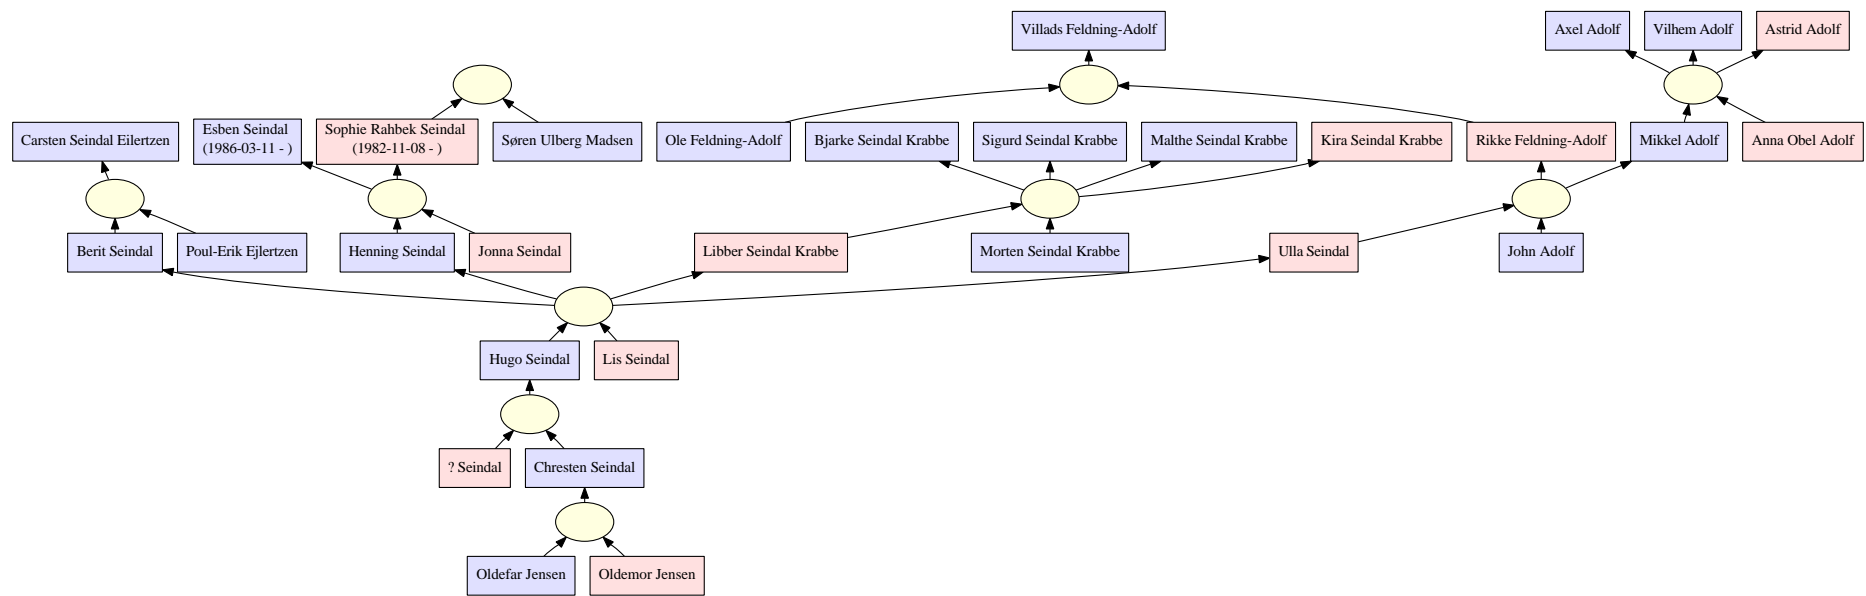 Villads Feldning-Adolf
Axel Adolf
Vilhem Adolf
Astrid Adolf
Carsten Seindal Eilertzen
Esben Seindal
(1986-03-11 - )
Sophie Rahbek Seindal
(1982-11-08 - )
Søren Ulberg Madsen
Ole Feldning-Adolf
Bjarke Seindal Krabbe
Sigurd Seindal Krabbe
Malthe Seindal Krabbe
Kira Seindal Krabbe
Rikke Feldning-Adolf
Mikkel Adolf
Anna Obel Adolf
Berit Seindal
Poul-Erik Ejlertzen
Henning Seindal
Jonna Seindal
Libber Seindal Krabbe
Morten Seindal Krabbe
Ulla Seindal
John Adolf
Hugo Seindal
Lis Seindal
? Seindal
Chresten Seindal
Oldefar Jensen
Oldemor Jensen